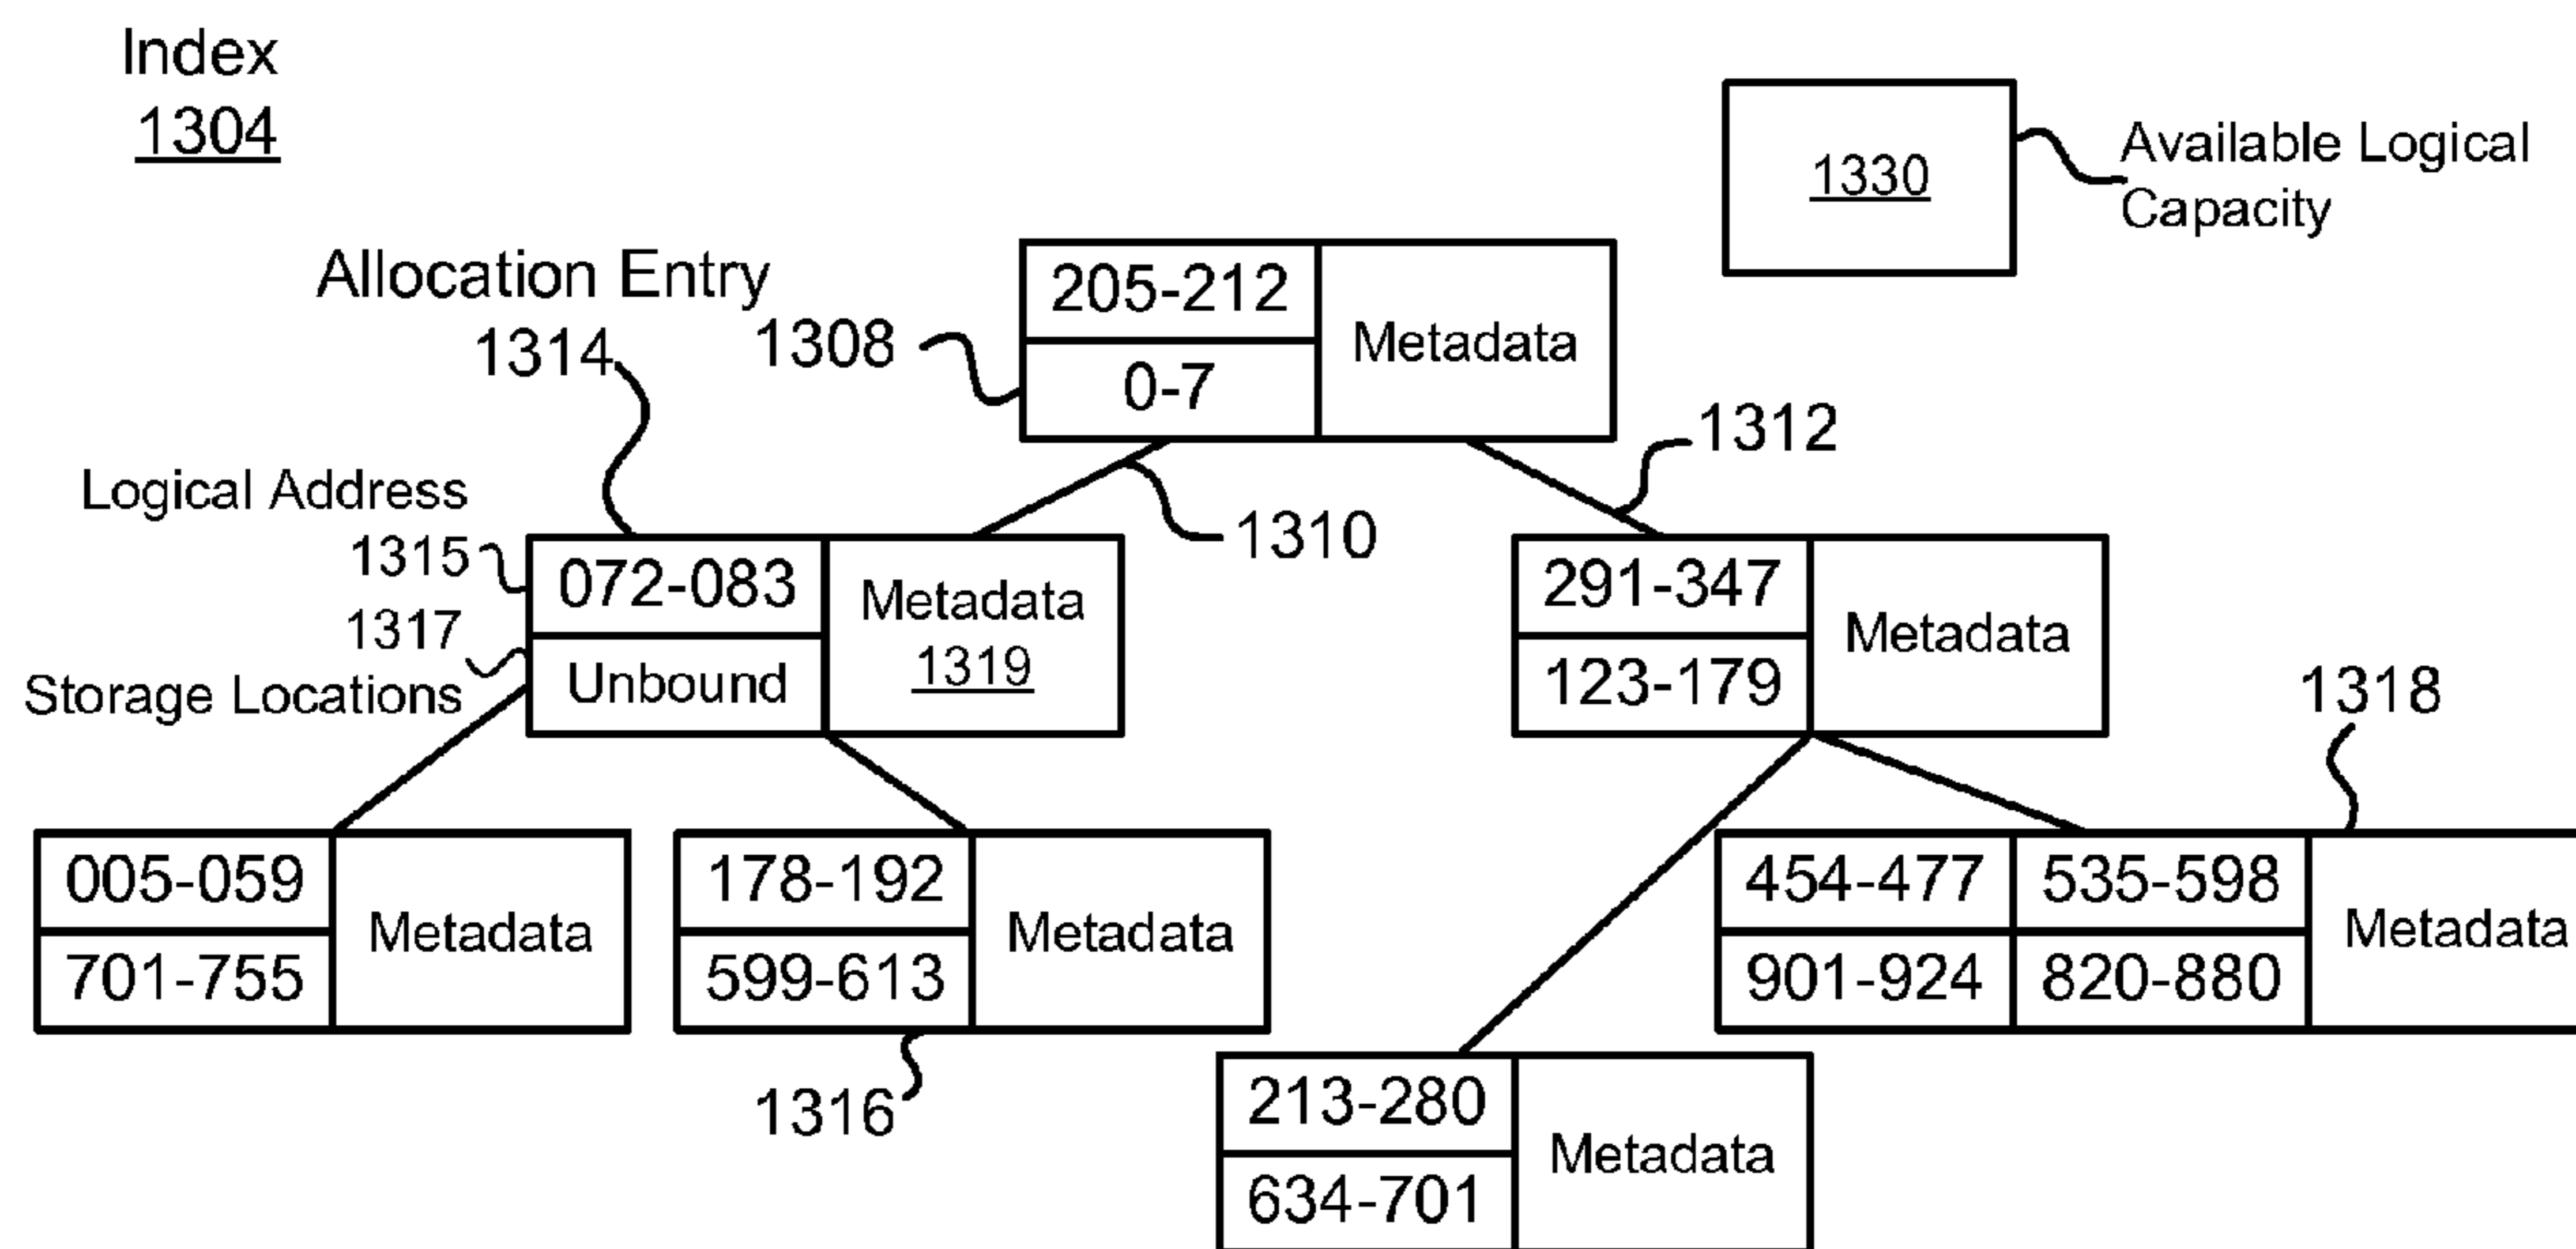 Index
1304
1330
Available Logical
Capacity
Allocation Entry
1314
1308
205-212
0-7
Metadata
1312
1310
Logical Address
1315
1317
Storage Locations
072-083
Unbound
Metadata
1319
291-347
123-179
Metadata
1318
005-059
701-755
Metadata
178-192
599-613
Metadata
1316
454-477
535-598
901-924
820-880
Metadata
213-280
634-701
Metadata